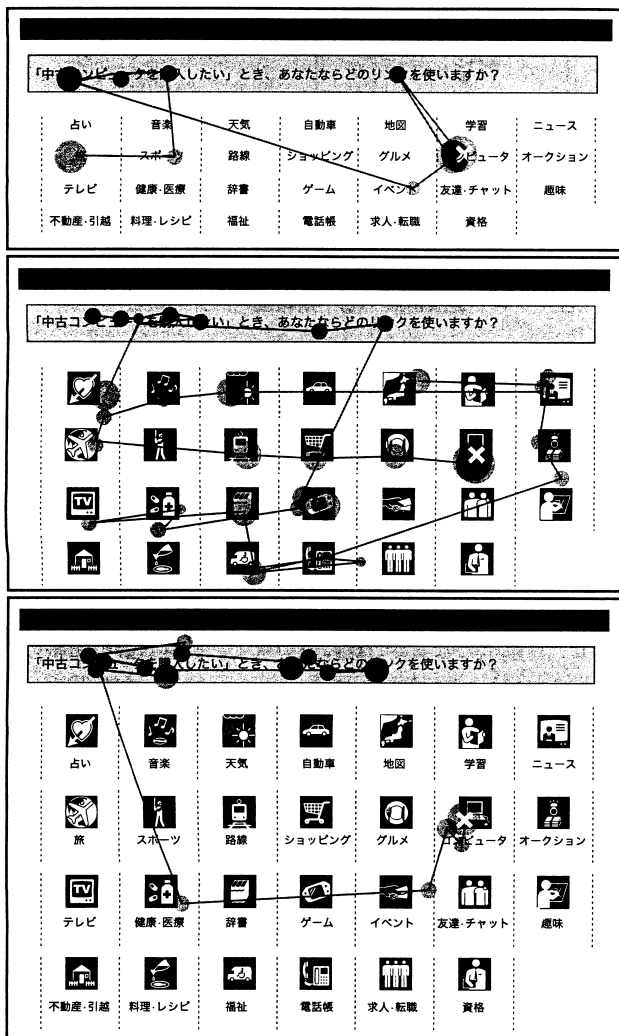 「中古コンピュータを購入したい」とき、あなたならどのリンクを使いますか?
占い 音楽 天気 自動車 地図 学習 ニュース
スポーツ 路線 ショッピング グルメ コンピュータ オークション
テレビ 健康・医療 辞書 ゲーム イベント 友達・チャット 趣味
不動産・引越 料理・レシピ 福祉 電話帳 求人・転職 資格
「中古コンピュータを購入したい」とき、あなたならどのリンクを使いますか?
TV
「中古コンピュータを購入したい」とき、あなたならどのリンクを使いますか?
占い 音楽 天気 自動車 地図 学習 ニュース
旅 スポーツ 路線 ショッピング グルメ コンピュータ オークション
TV
テレビ 健康・医療 辞書 ゲーム イベント 友達・チャット 趣味
不動産・引越 料理・レシピ 福祉 電話帳 求人・転職 資格